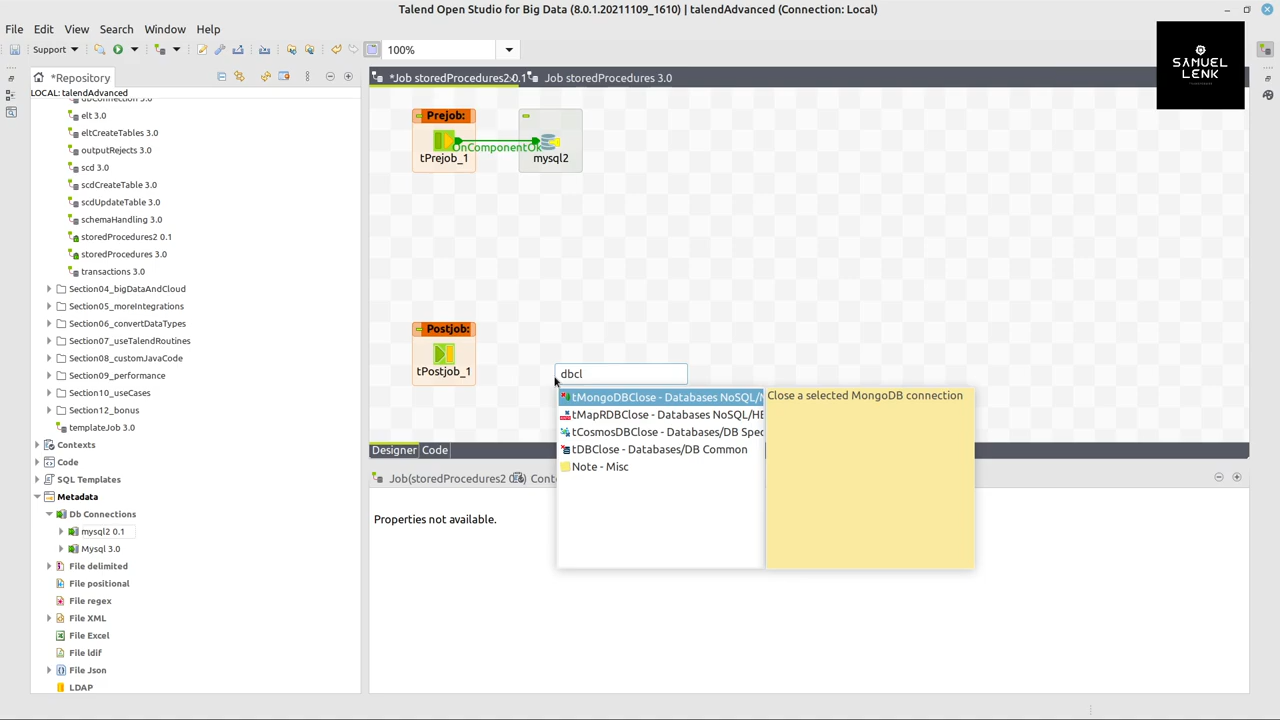 Talend Open Studio for Big Data (8.0.1.20211109_1610) | talendAdvanced (Connection: Local)
File Edit View Search Window Help
Support 100%
SAMUEL
LENK
*Repository
*Job storedProcedures2 0.1
Job storedProcedures 3.0
LOCAL: talendAdvanced
dbConnection 3.0
elt 3.0
eltCreateTables 3.0
outputRejects 3.0
scd 3.0
scdCreateTable 3.0
scdUpdateTable 3.0
schemaHandling 3.0
storedProcedures2 0.1
storedProcedures 3.0
transactions 3.0
Section04_bigDataAndCloud
Section05_moreIntegrations
Section06_convertDataTypes
Section07_useTalendRoutines
Section08_customJavaCode
Section09_performance
Section10_useCases
Section12_bonus
templateJob 3.0
Contexts
Code
SQL Templates
Metadata
Db Connections
mysql2 0.1
Mysql 3.0
File delimited
File positional
File regex
File XML
File Excel
File ldif
File Json
LDAP
Prejob:
tPrejob_1
OnComponentOk
mysql2
Postjob:
tPostjob_1
dbcl
tMongoDBClose - Databases NoSQL/M
tMapRDBClose - Databases NoSQL/HB
tCosmosDBClose - Databases/DB Spec
tDBClose - Databases/DB Common
Note - Misc
Close a selected MongoDB connection
Designer Code
Job(storedProcedures2 0.1) Conte
Properties not available.